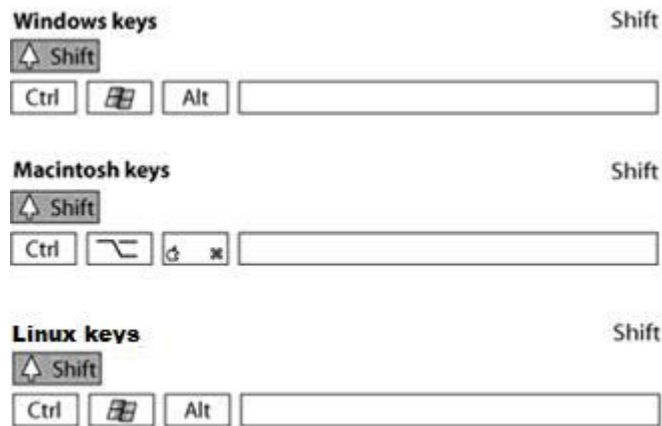 Windows keys Shift
Shift
Ctrl Alt
Macintosh keys Shift
Shift
Ctrl ⌥ ⌘
Linux keys Shift
Shift
Ctrl Alt